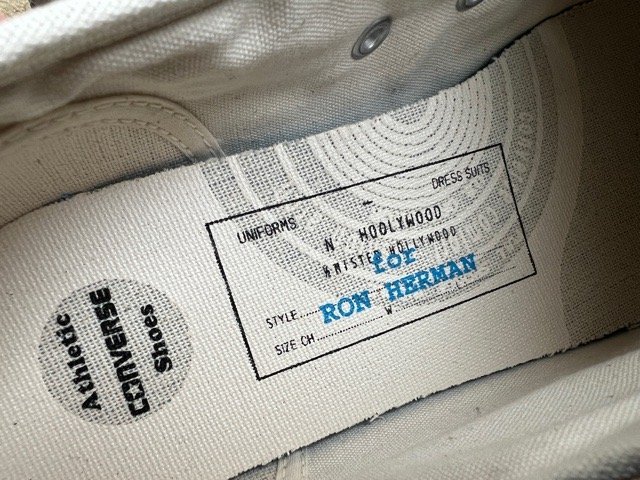 Athletic
CONVERSE
Shoes
UNIFORMS - DRESS SUITS
N. HOOLYWOOD
MISTER HOLLYWOOD
for
STYLE RON HERMAN
SIZE CH W